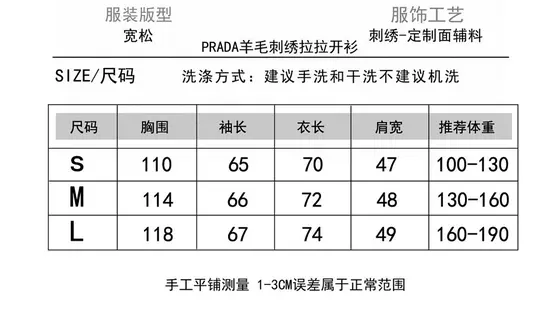 服装版型 服饰工艺
宽松 刺绣-定制面辅料
PRADA羊毛刺绣拉拉开衫
SIZE/尺码 洗涤方式：建议手洗和干洗不建议机洗
尺码 胸围 袖长 衣长 肩宽 推荐体重
S 110 65 70 47 100-130
M 114 66 72 48 130-160
L 118 67 74 49 160-190
手工平铺测量 1-3CM误差属于正常范围